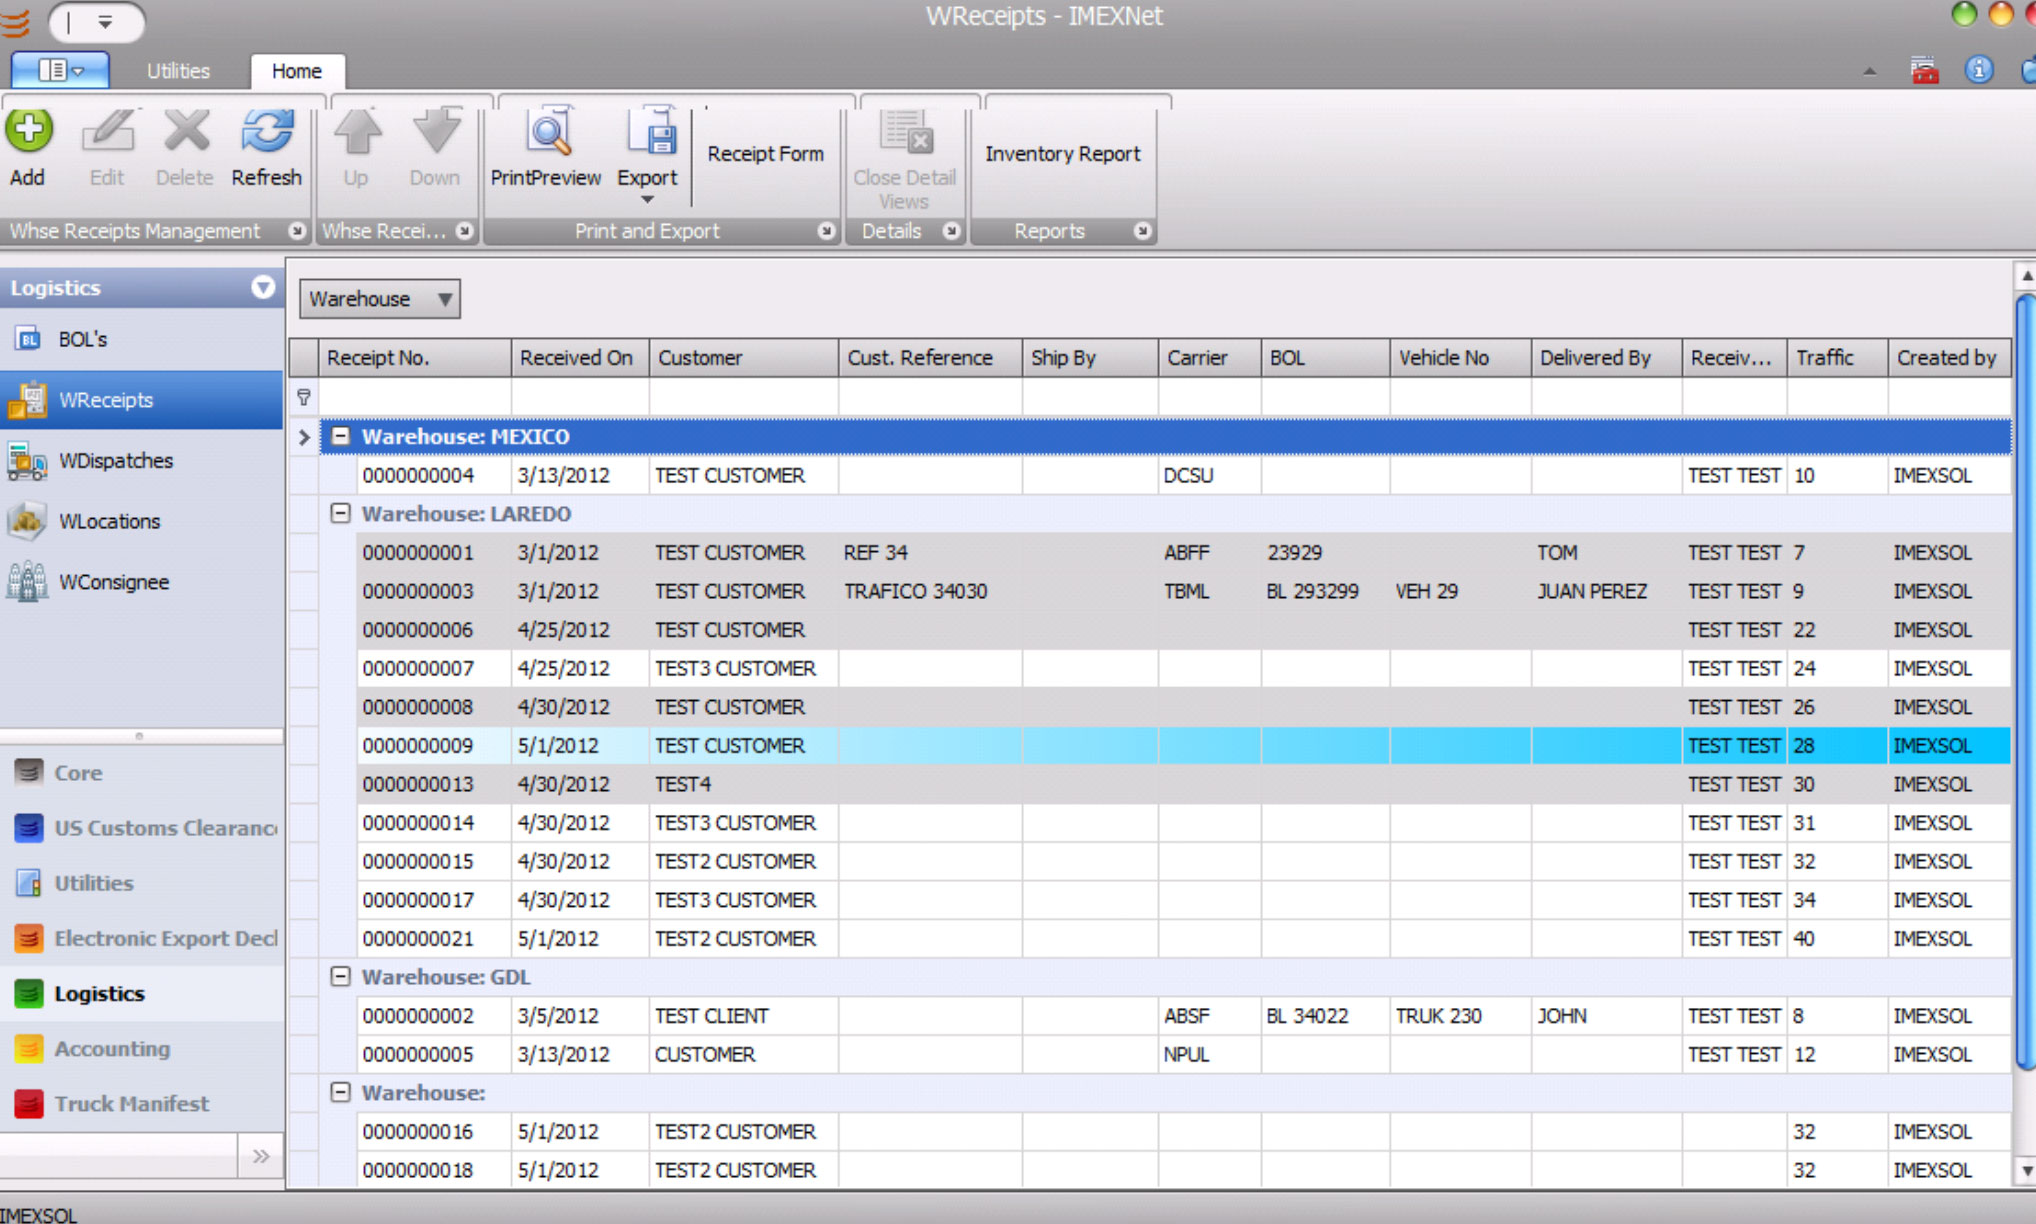 WReceipts - IMEXNet
Utilities Home
Add Edit Delete Refresh Up Down PrintPreview Export Receipt Form Close Detail Views Inventory Report
Whse Receipts Management Whse Recei... Print and Export Details Reports
Logistics
BOL's
WReceipts
WDispatches
WLocations
WConsignee
Core
US Customs Clearanc
Utilities
Electronic Export Decl
Logistics
Accounting
Truck Manifest
Warehouse
Receipt No. Received On Customer Cust. Reference Ship By Carrier BOL Vehicle No Delivered By Receiv... Traffic Created by
Warehouse: MEXICO
0000000004 3/13/2012 TEST CUSTOMER DCSU TEST TEST 10 IMEXSOL
Warehouse: LAREDO
0000000001 3/1/2012 TEST CUSTOMER REF 34 ABFF 23929 TOM TEST TEST 7 IMEXSOL
0000000003 3/1/2012 TEST CUSTOMER TRAFICO 34030 TBML BL 293299 VEH 29 JUAN PEREZ TEST TEST 9 IMEXSOL
0000000006 4/25/2012 TEST CUSTOMER TEST TEST 22 IMEXSOL
0000000007 4/25/2012 TEST3 CUSTOMER TEST TEST 24 IMEXSOL
0000000008 4/30/2012 TEST CUSTOMER TEST TEST 26 IMEXSOL
0000000009 5/1/2012 TEST CUSTOMER TEST TEST 28 IMEXSOL
0000000013 4/30/2012 TEST4 TEST TEST 30 IMEXSOL
0000000014 4/30/2012 TEST3 CUSTOMER TEST TEST 31 IMEXSOL
0000000015 4/30/2012 TEST2 CUSTOMER TEST TEST 32 IMEXSOL
0000000017 4/30/2012 TEST3 CUSTOMER TEST TEST 34 IMEXSOL
0000000021 5/1/2012 TEST2 CUSTOMER TEST TEST 40 IMEXSOL
Warehouse: GDL
0000000002 3/5/2012 TEST CLIENT ABSF BL 34022 TRUK 230 JOHN TEST TEST 8 IMEXSOL
0000000005 3/13/2012 CUSTOMER NPUL TEST TEST 12 IMEXSOL
Warehouse:
0000000016 5/1/2012 TEST2 CUSTOMER 32 IMEXSOL
0000000018 5/1/2012 TEST2 CUSTOMER 32 IMEXSOL
IMEXSOL